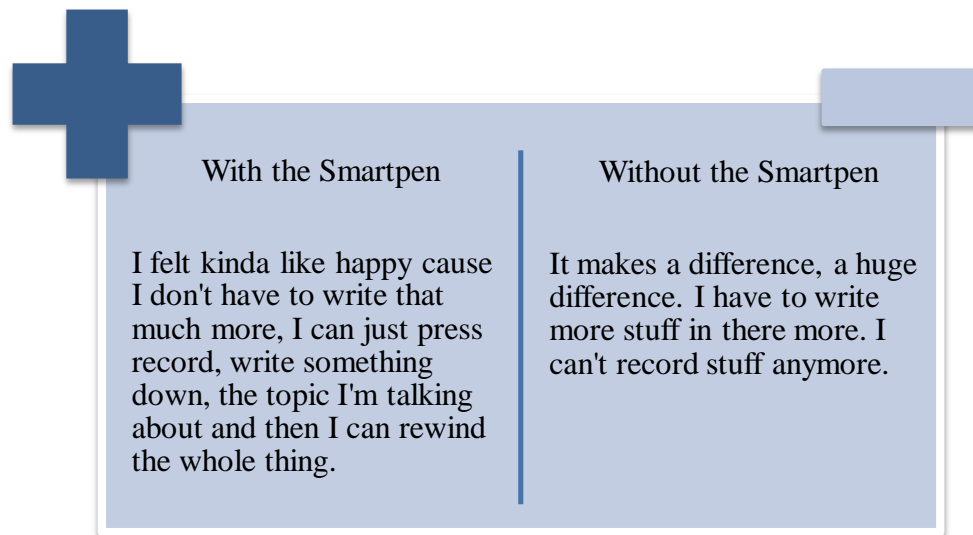 With the Smartpen
I felt kinda like happy cause
I don't have to write that
much more, I can just press
record, write something
down, the topic I'm talking
about and then I can rewind
the whole thing.
Without the Smartpen
It makes a difference, a huge
difference. I have to write
more stuff in there more. I
can't record stuff anymore.